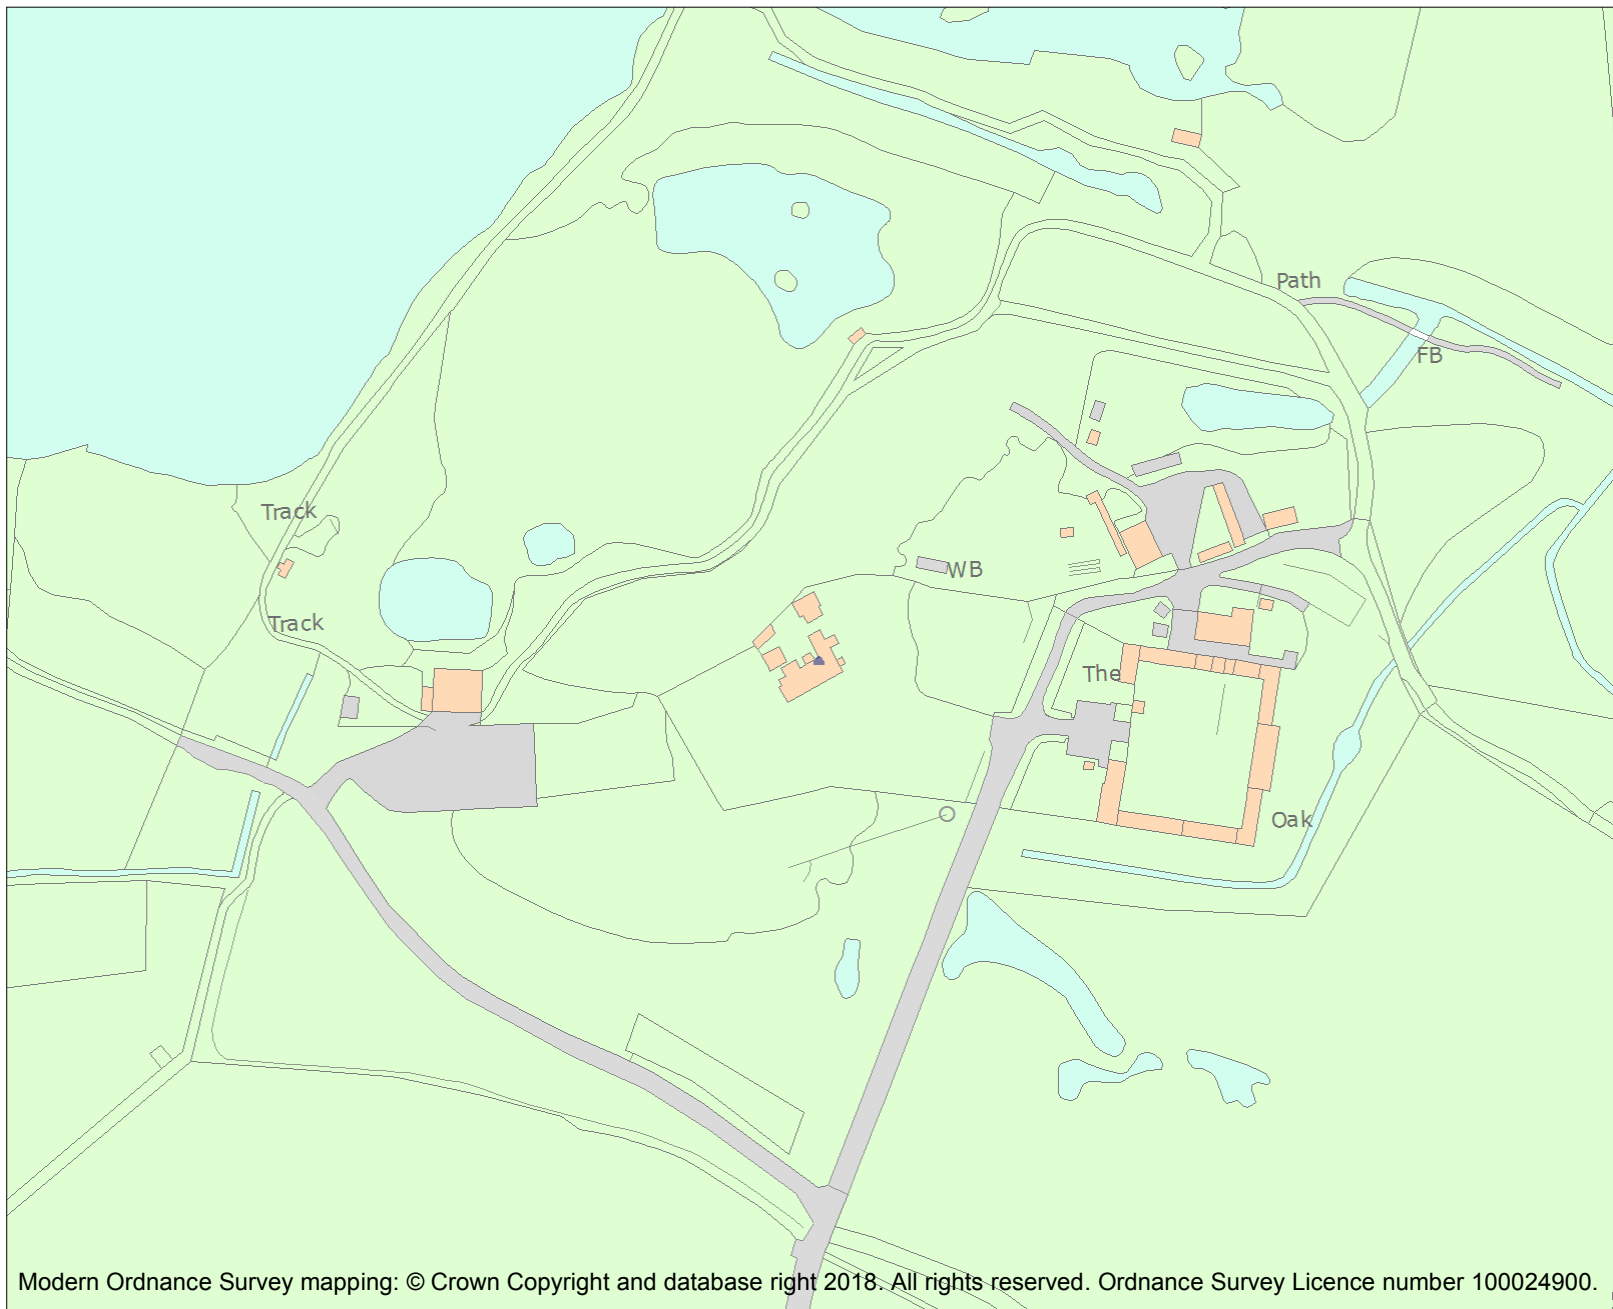 Path
FB
Track
WB
Track
The
Oak
Modern Ordnance Survey mapping: © Crown Copyright and database right 2018. All rights reserved. Ordnance Survey Licence number 100024900.